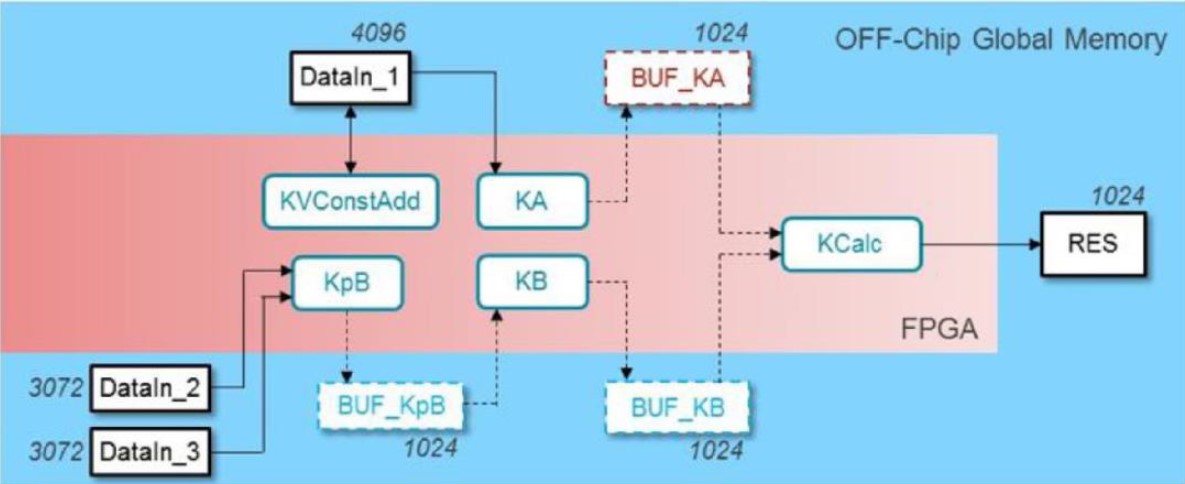 4096
1024
OFF-Chip Global Memory
DataIn_1
BUF_KA
KVConstAdd
KA
1024
KCalc
RES
KpB
KB
FPGA
3072
DataIn_2
BUF_KpB
BUF_KB
3072
DataIn_3
1024
1024